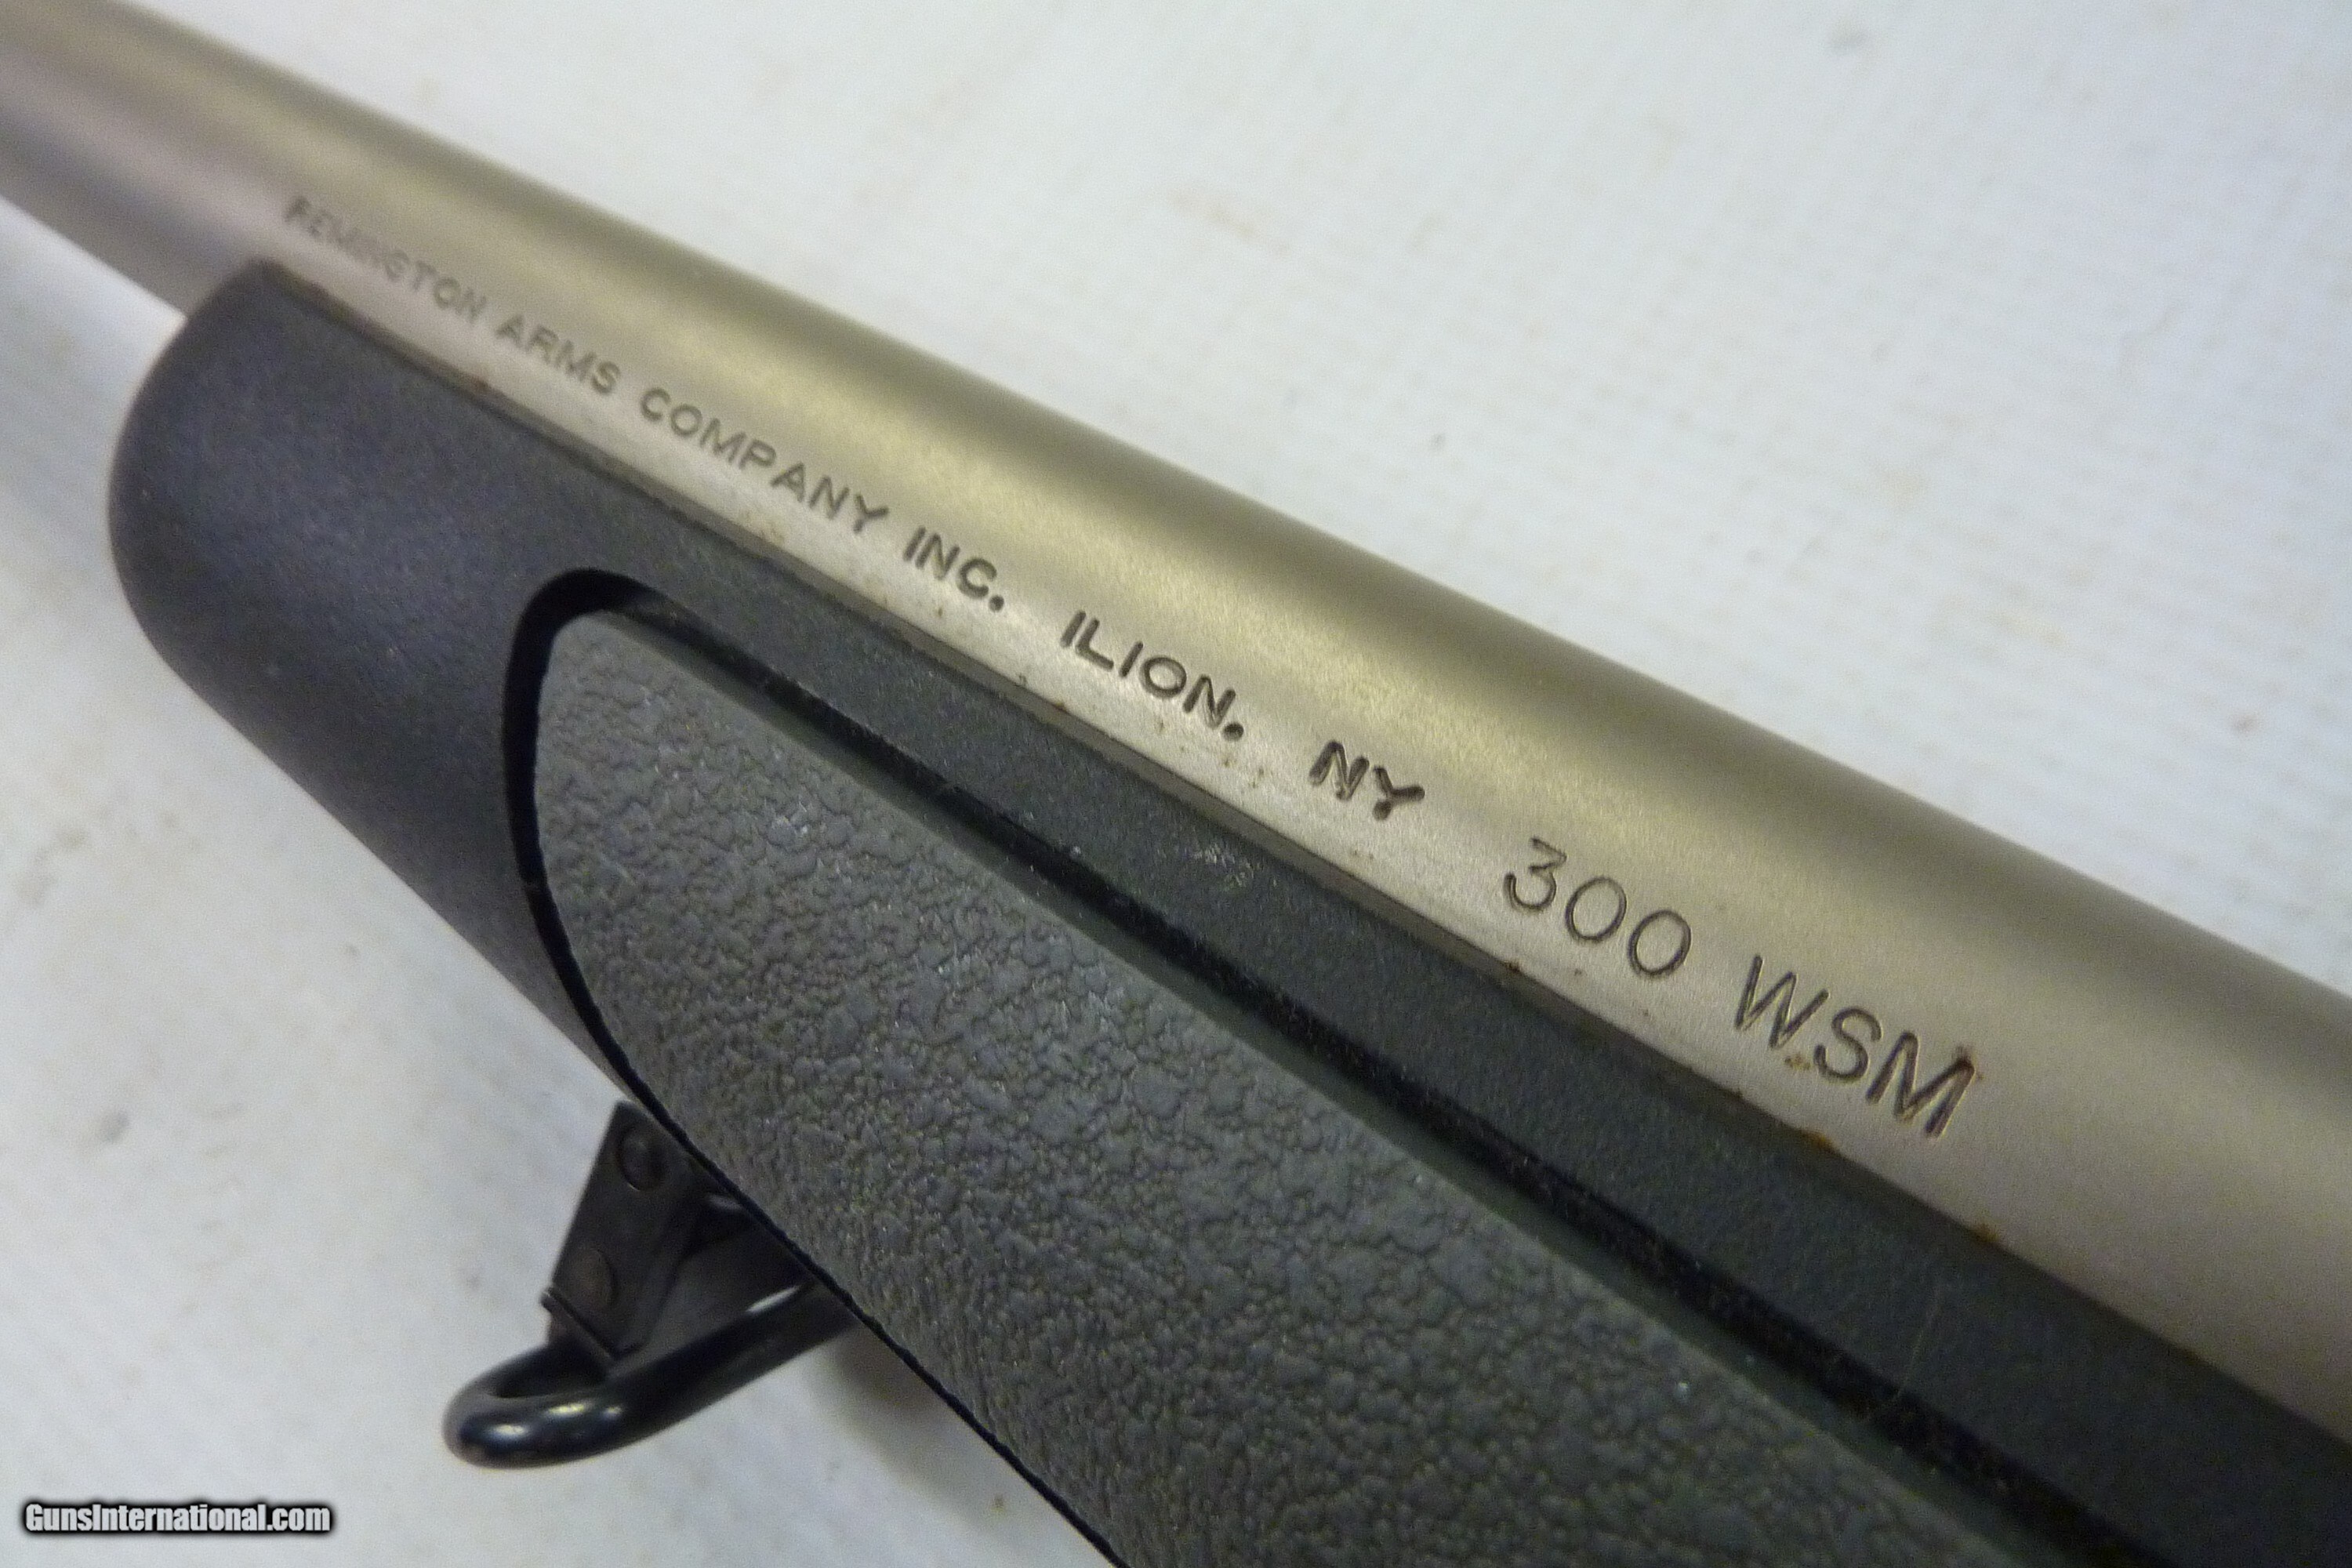 REMINGTON ARMS COMPANY INC. ILION. NY 300 WSM
GunsInternational.com